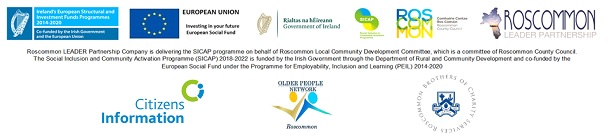 Ireland's European Structural and
Investment Funds Programmes
2014-2020
Co-funded by the Irish Government
and the European Union
EUROPEAN UNION
Investing in your future
European Social Fund
Rialtas na hÉireann
Government of Ireland
SICAP
ROS
COM
MON
Comhairle Contae
Ros Comáin
Roscommon
County Council
ROSCOMMON
LEADER PARTNERSHIP
Roscommon LEADER Partnership Company is delivering the SICAP programme on behalf of Roscommon Local Community Development Committee, which is a committee of Roscommon County Council.
The Social Inclusion and Community Activation Programme (SICAP) 2018-2022 is funded by the Irish Government through the Department of Rural and Community Development and co-funded by the
European Social Fund under the Programme for Employability, Inclusion and Learning (PEIL) 2014-2020
Citizens
Information
OLDER PEOPLE
NETWORK
Roscommon
ROSCOMMON BROTHERS OF CHARITY SERVICES